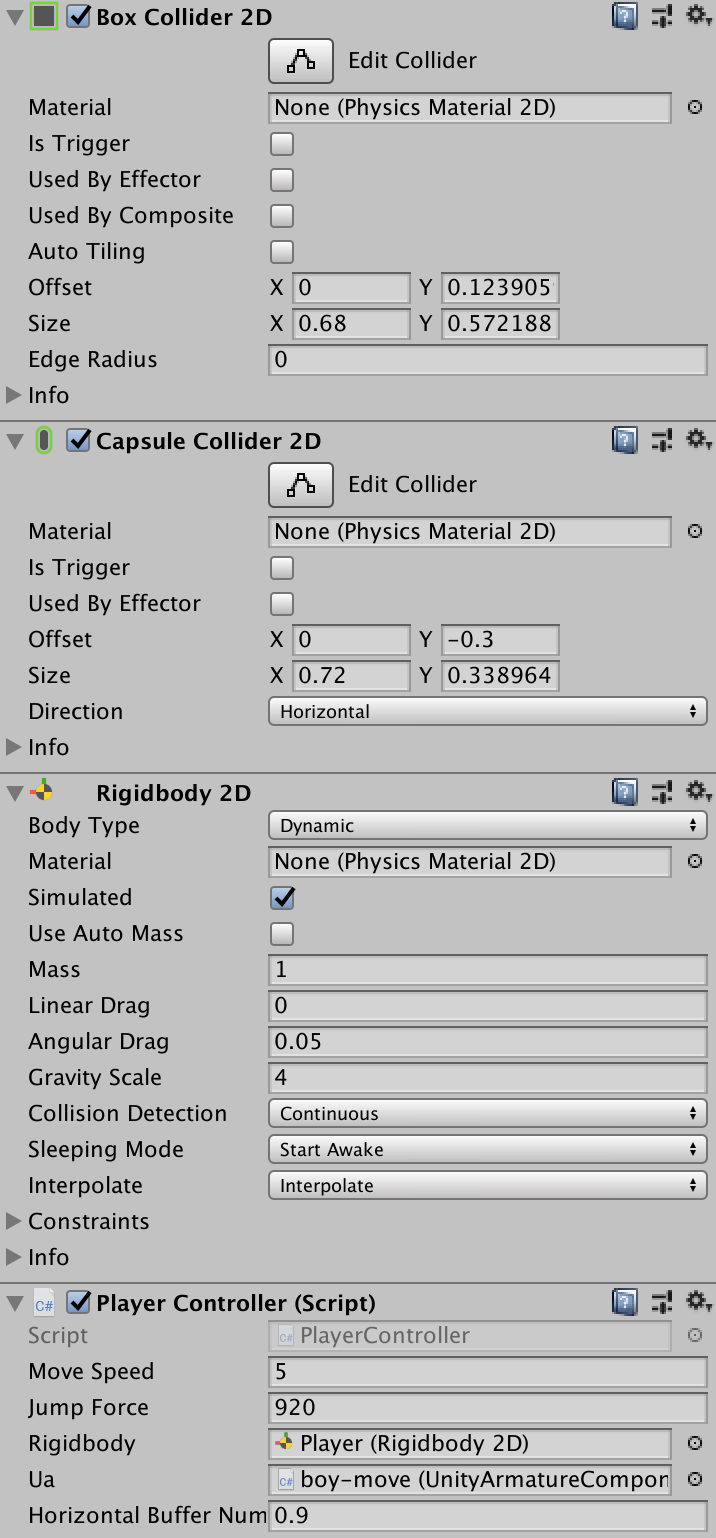 Box Collider 2D
Edit Collider
Material None (Physics Material 2D)
Is Trigger
Used By Effector
Used By Composite
Auto Tiling
Offset X 0 Y 0.123905
Size X 0.68 Y 0.572188
Edge Radius 0
Info
Capsule Collider 2D
Edit Collider
Material None (Physics Material 2D)
Is Trigger
Used By Effector
Offset X 0 Y -0.3
Size X 0.72 Y 0.338964
Direction Horizontal
Info
Rigidbody 2D
Body Type Dynamic
Material None (Physics Material 2D)
Simulated
Use Auto Mass
Mass 1
Linear Drag 0
Angular Drag 0.05
Gravity Scale 4
Collision Detection Continuous
Sleeping Mode Start Awake
Interpolate Interpolate
Constraints
Info
C# Player Controller (Script)
Script C# PlayerController
Move Speed 5
Jump Force 920
Rigidbody Player (Rigidbody 2D)
Ua C# boy-move (UnityArmatureCompon
Horizontal Buffer Num 0.9